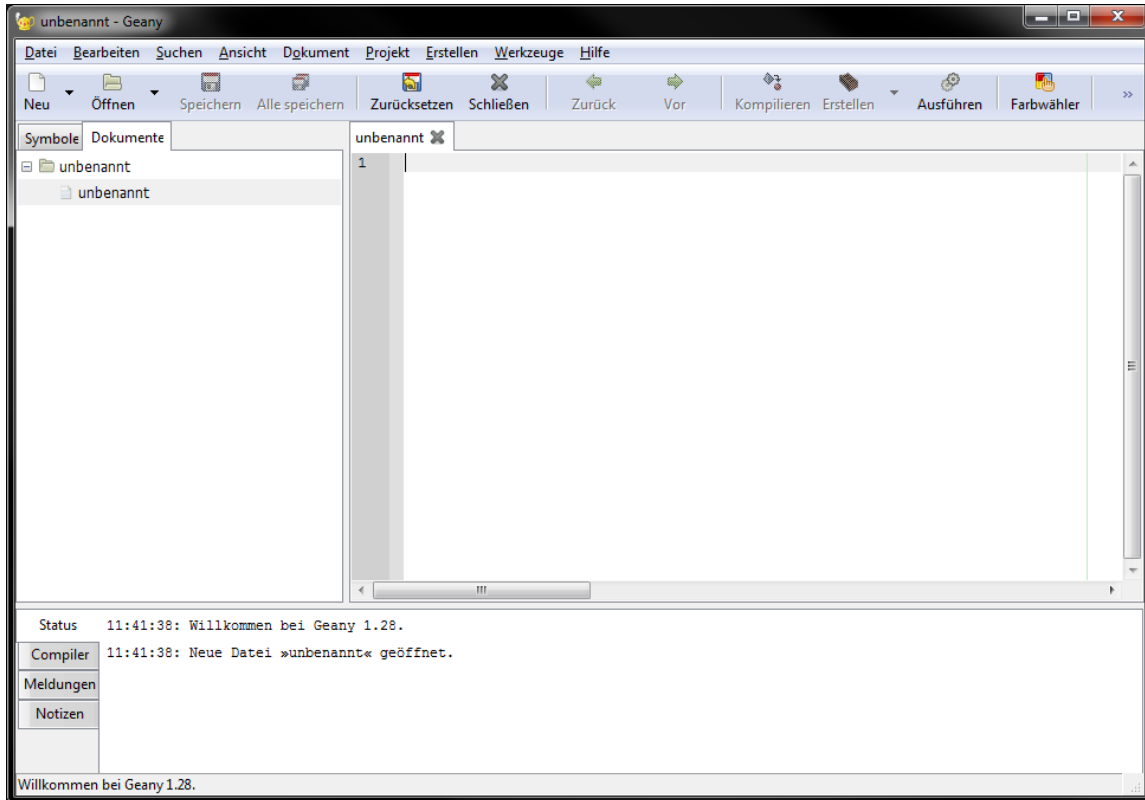 unbenannt - Geany
Datei Bearbeiten Suchen Ansicht Dokument Projekt Erstellen Werkzeuge Hilfe
Neu Öffnen Speichern Alle speichern Zurücksetzen Schließen Zurück Vor Kompilieren Erstellen Ausführen Farbwähler »
Symbole Dokumente
unbenannt
unbenannt
unbenannt
1
Status
Compiler
Meldungen
Notizen
11:41:38: Willkommen bei Geany 1.28.
11:41:38: Neue Datei »unbenannt« geöffnet.
Willkommen bei Geany 1.28.